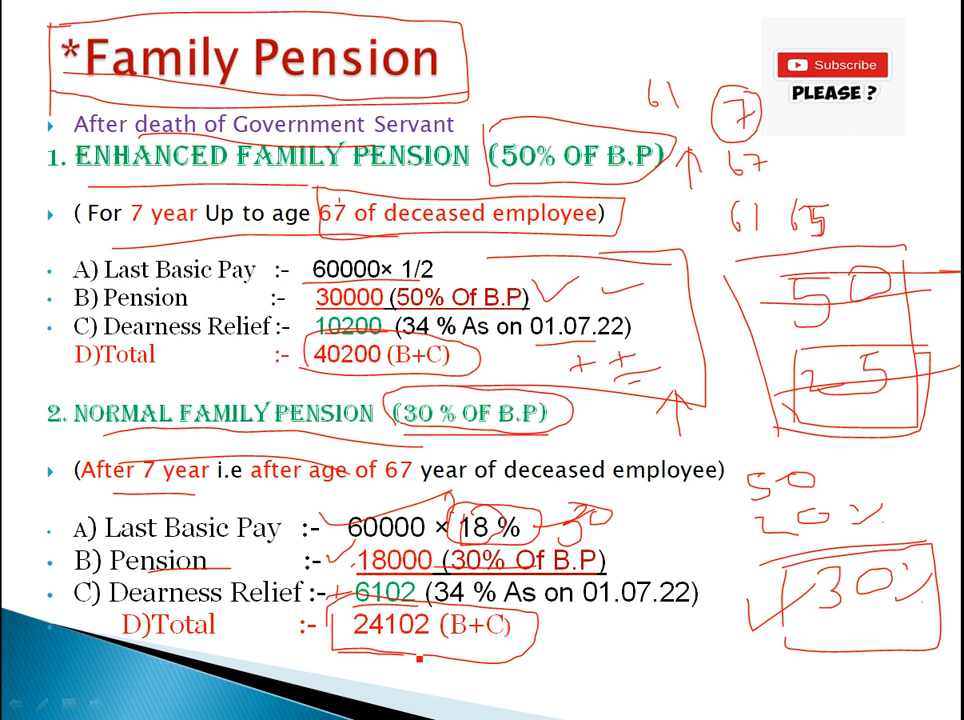 *Family Pension
Subscribe
PLEASE ?
61
7
After death of Government Servant
1. ENHANCED FAMILY PENSION (50% OF B.P)
67
( For 7 year Up to age 67 of deceased employee)
61 65
A) Last Basic Pay :- 60000× 1/2
B) Pension :- 30000 (50% Of B.P)
50
C) Dearness Relief :- 10200 (34 % As on 01.07.22)
D)Total :- 40200 (B+C)
++
25
2. NORMAL FAMILY PENSION (30 % OF B.P)
(After 7 year i.e after age of 67 year of deceased employee)
50
A) Last Basic Pay :- 60000 × 18 %
30
20%
B) Pension :- 18000 (30% Of B.P)
30%
C) Dearness Relief :- 6102 (34 % As on 01.07.22)
D)Total :- 24102 (B+C)